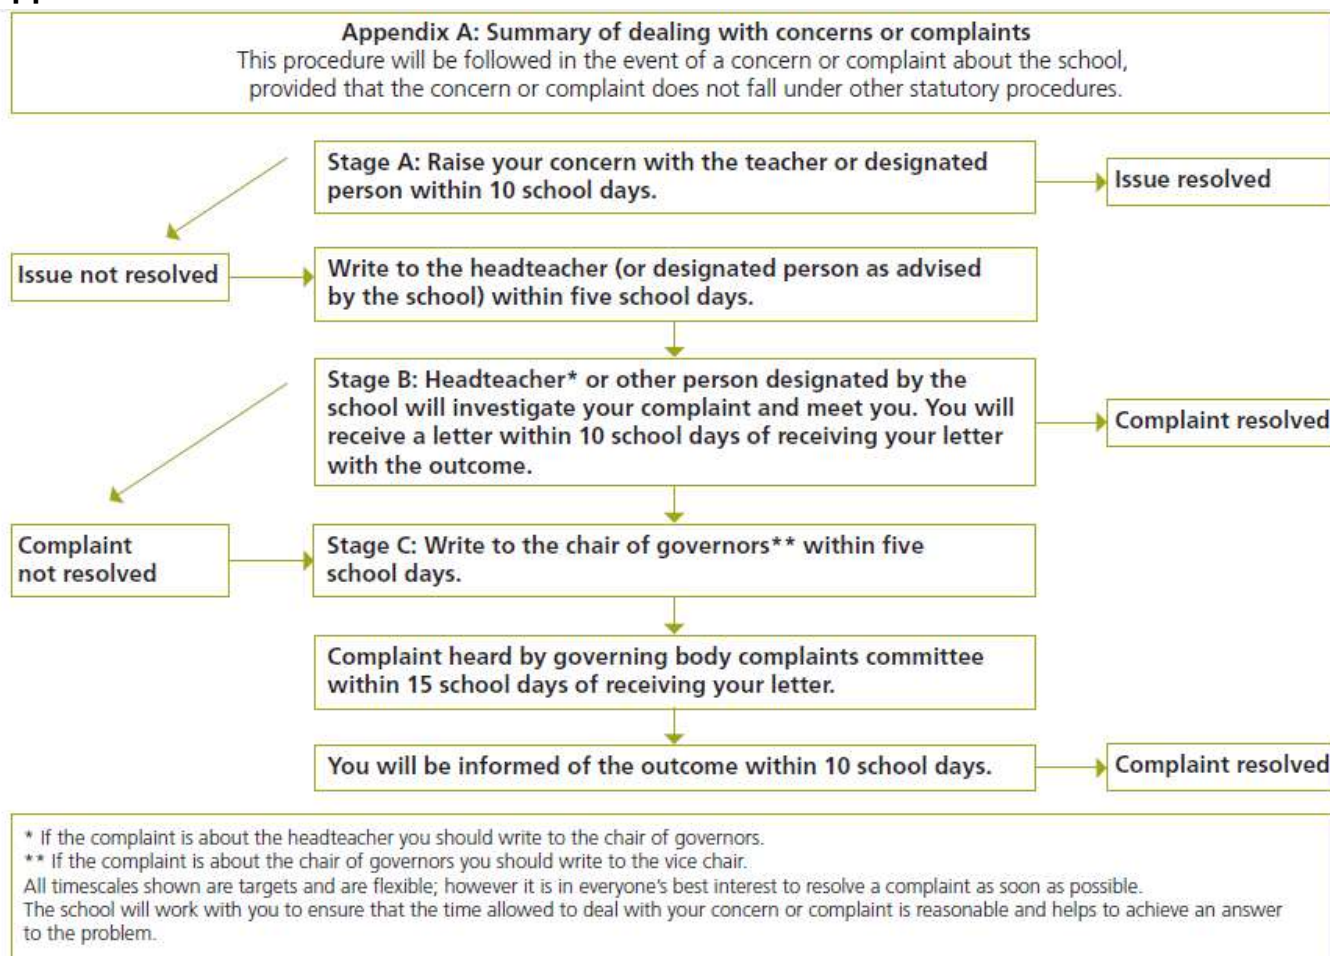 Appendix A: Summary of dealing with concerns or complaints
This procedure will be followed in the event of a concern or complaint about the school,
provided that the concern or complaint does not fall under other statutory procedures.
Stage A: Raise your concern with the teacher or designated
person within 10 school days.
Issue resolved
Issue not resolved
Write to the headteacher (or designated person as advised
by the school) within five school days.
Stage B: Headteacher* or other person designated by the
school will investigate your complaint and meet you. You will
receive a letter within 10 school days of receiving your letter
with the outcome.
Complaint resolved
Complaint
not resolved
Stage C: Write to the chair of governors** within five
school days.
Complaint heard by governing body complaints committee
within 15 school days of receiving your letter.
You will be informed of the outcome within 10 school days.
Complaint resolved
* If the complaint is about the headteacher you should write to the chair of governors.
** If the complaint is about the chair of governors you should write to the vice chair.
All timescales shown are targets and are flexible; however it is in everyone's best interest to resolve a complaint as soon as possible.
The school will work with you to ensure that the time allowed to deal with your concern or complaint is reasonable and helps to achieve an answer
to the problem.